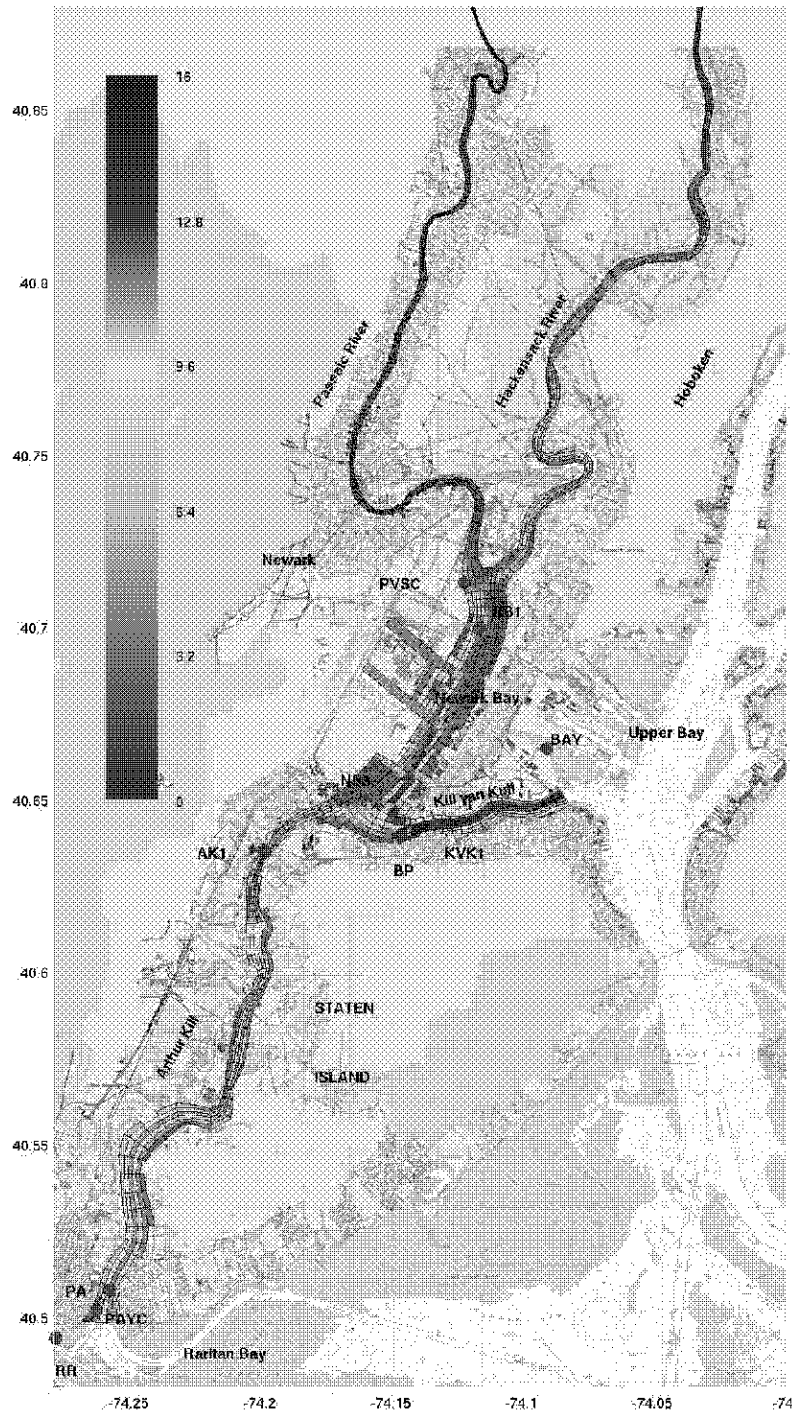 16
40.85
12.8
40.8
9.6
Passaic River
Hackensack River
Hoboken
40.75
6.4
Newark
PVSC
NB1
40.7
3.2
Newark Bay
Upper Bay
BAY
40.65
0
Kill van Kull
AK1
KVK1
BP
40.6
STATEN
Arthur Kill
ISLAND
40.55
PA
40.5
PAYC
Raritan Bay
RR
-74.25
-74.2
-74.15
-74.1
-74.05
-74